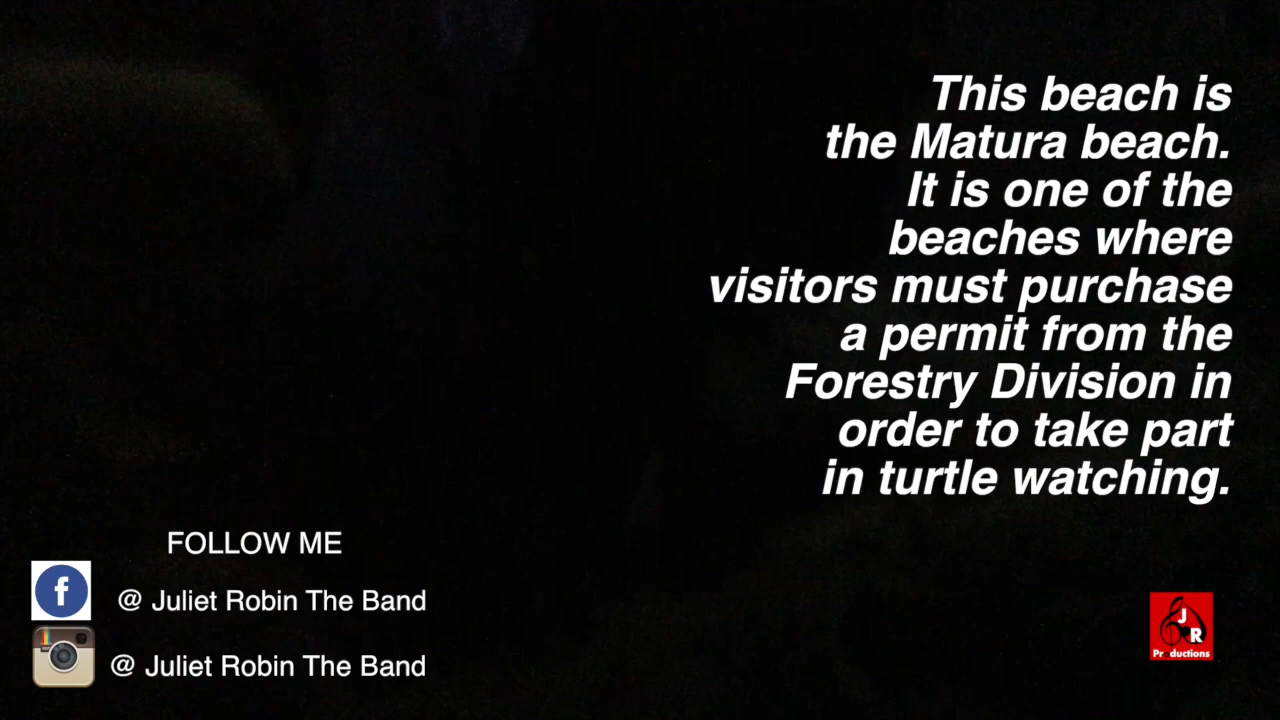 This beach is
the Matura beach.
It is one of the
beaches where
visitors must purchase
a permit from the
Forestry Division in
order to take part
in turtle watching.
FOLLOW ME
f
@ Juliet Robin The Band
@ Juliet Robin The Band
J
R
Productions